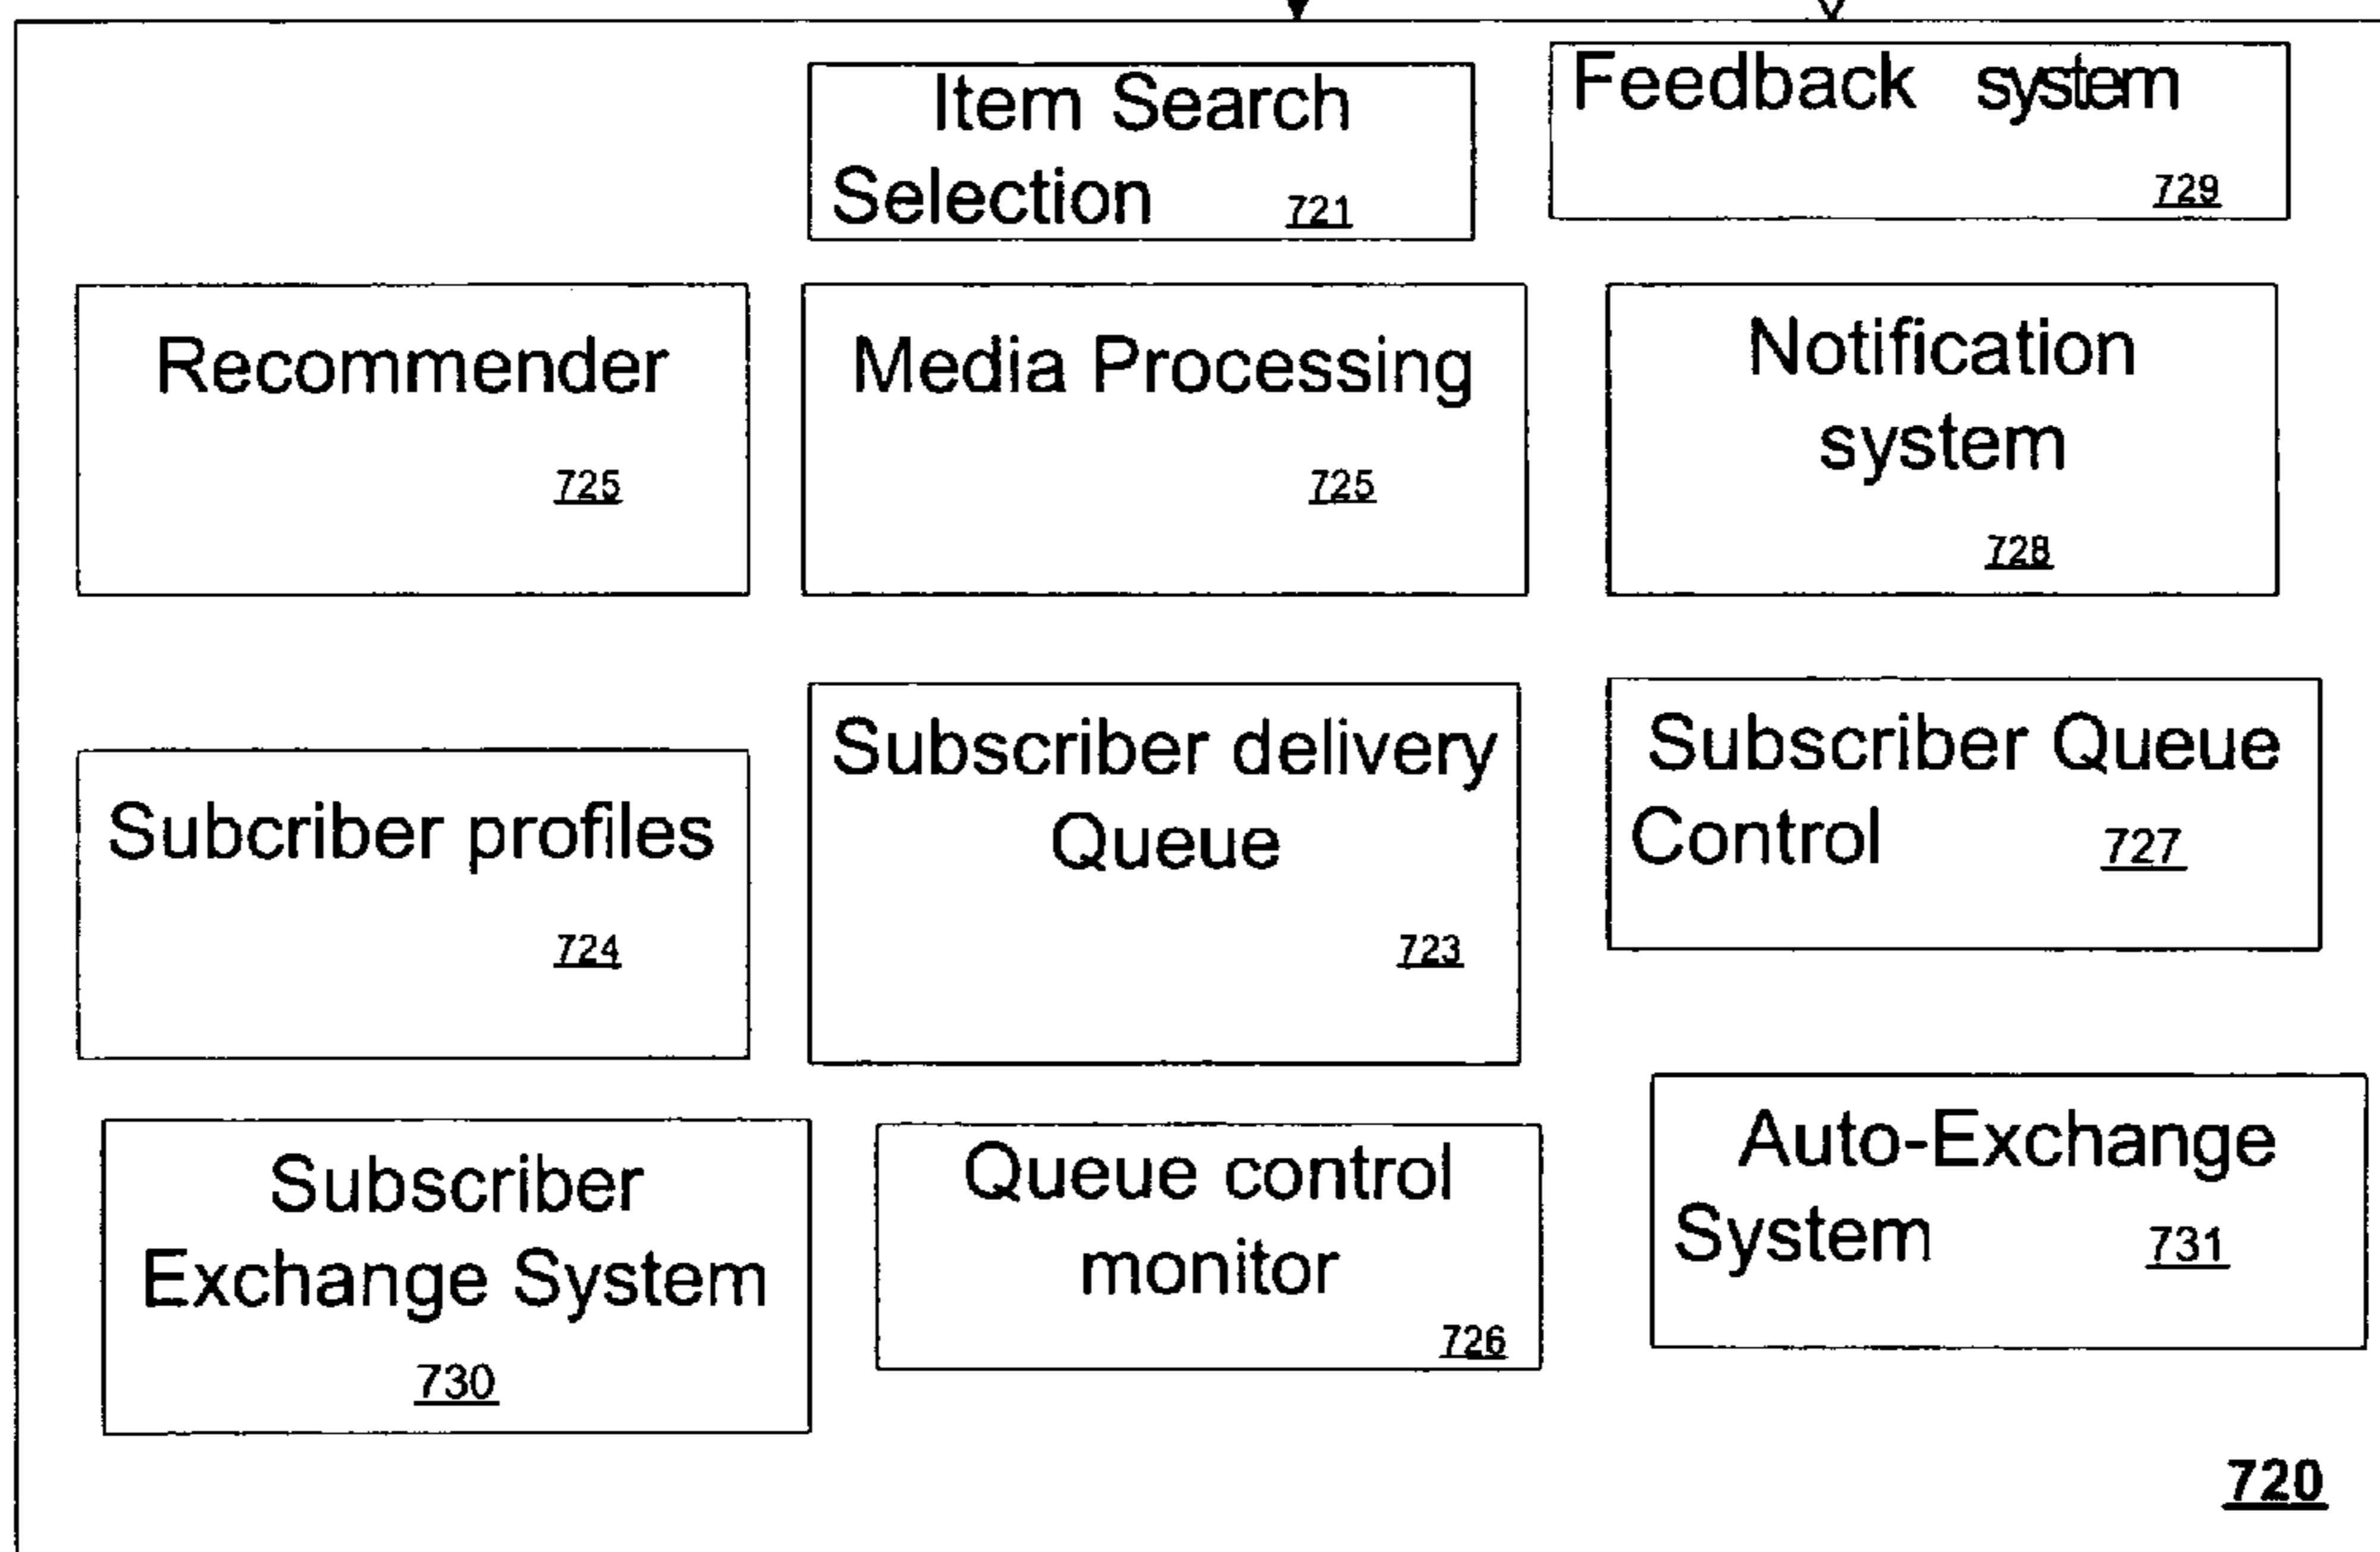 Item Search
Selection 721
Feedback system
729
Recommender
725
Media Processing
725
Notification
system
728
Subcriber profiles
724
Subscriber delivery
Queue
723
Subscriber Queue
Control 727
Subscriber
Exchange System
730
Queue control
monitor
726
Auto-Exchange
System 731
720